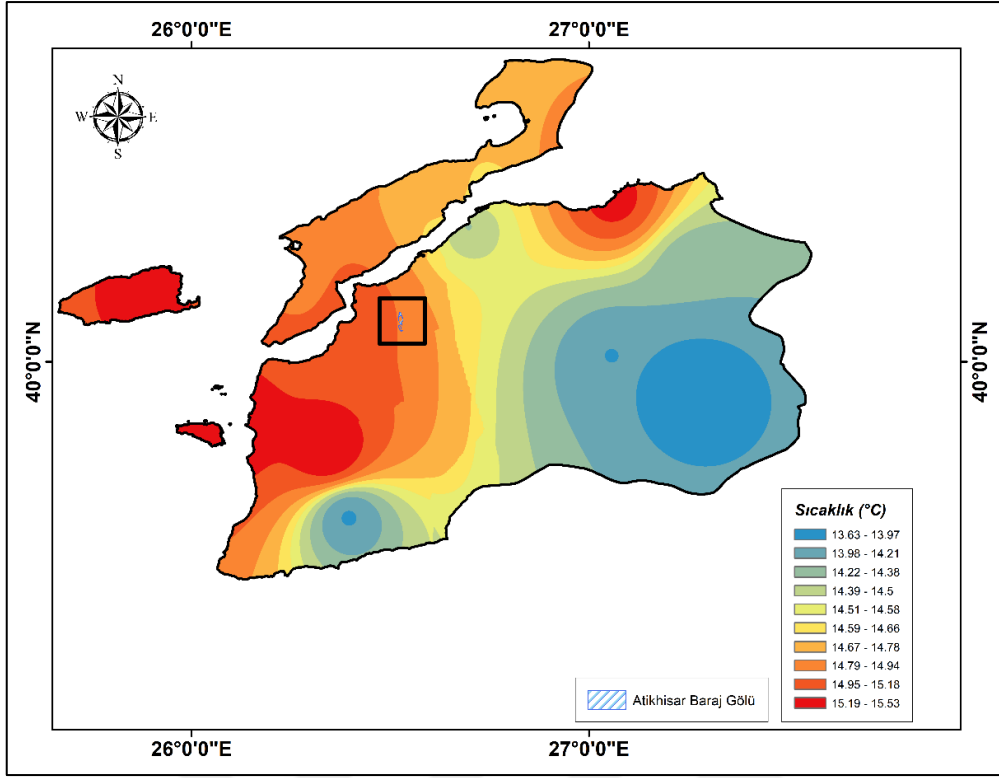 26°0'0"E
27°0'0"E
N
W
E
S
40°0'0"N
40°0'0"N
Sıcaklık (°C)
13.63 - 13.97
13.98 - 14.21
14.22 - 14.38
14.39 - 14.5
14.51 - 14.58
14.59 - 14.66
14.67 - 14.78
14.79 - 14.94
14.95 - 15.18
15.19 - 15.53
Atikhisar Baraj Gölü
26°0'0"E
27°0'0"E